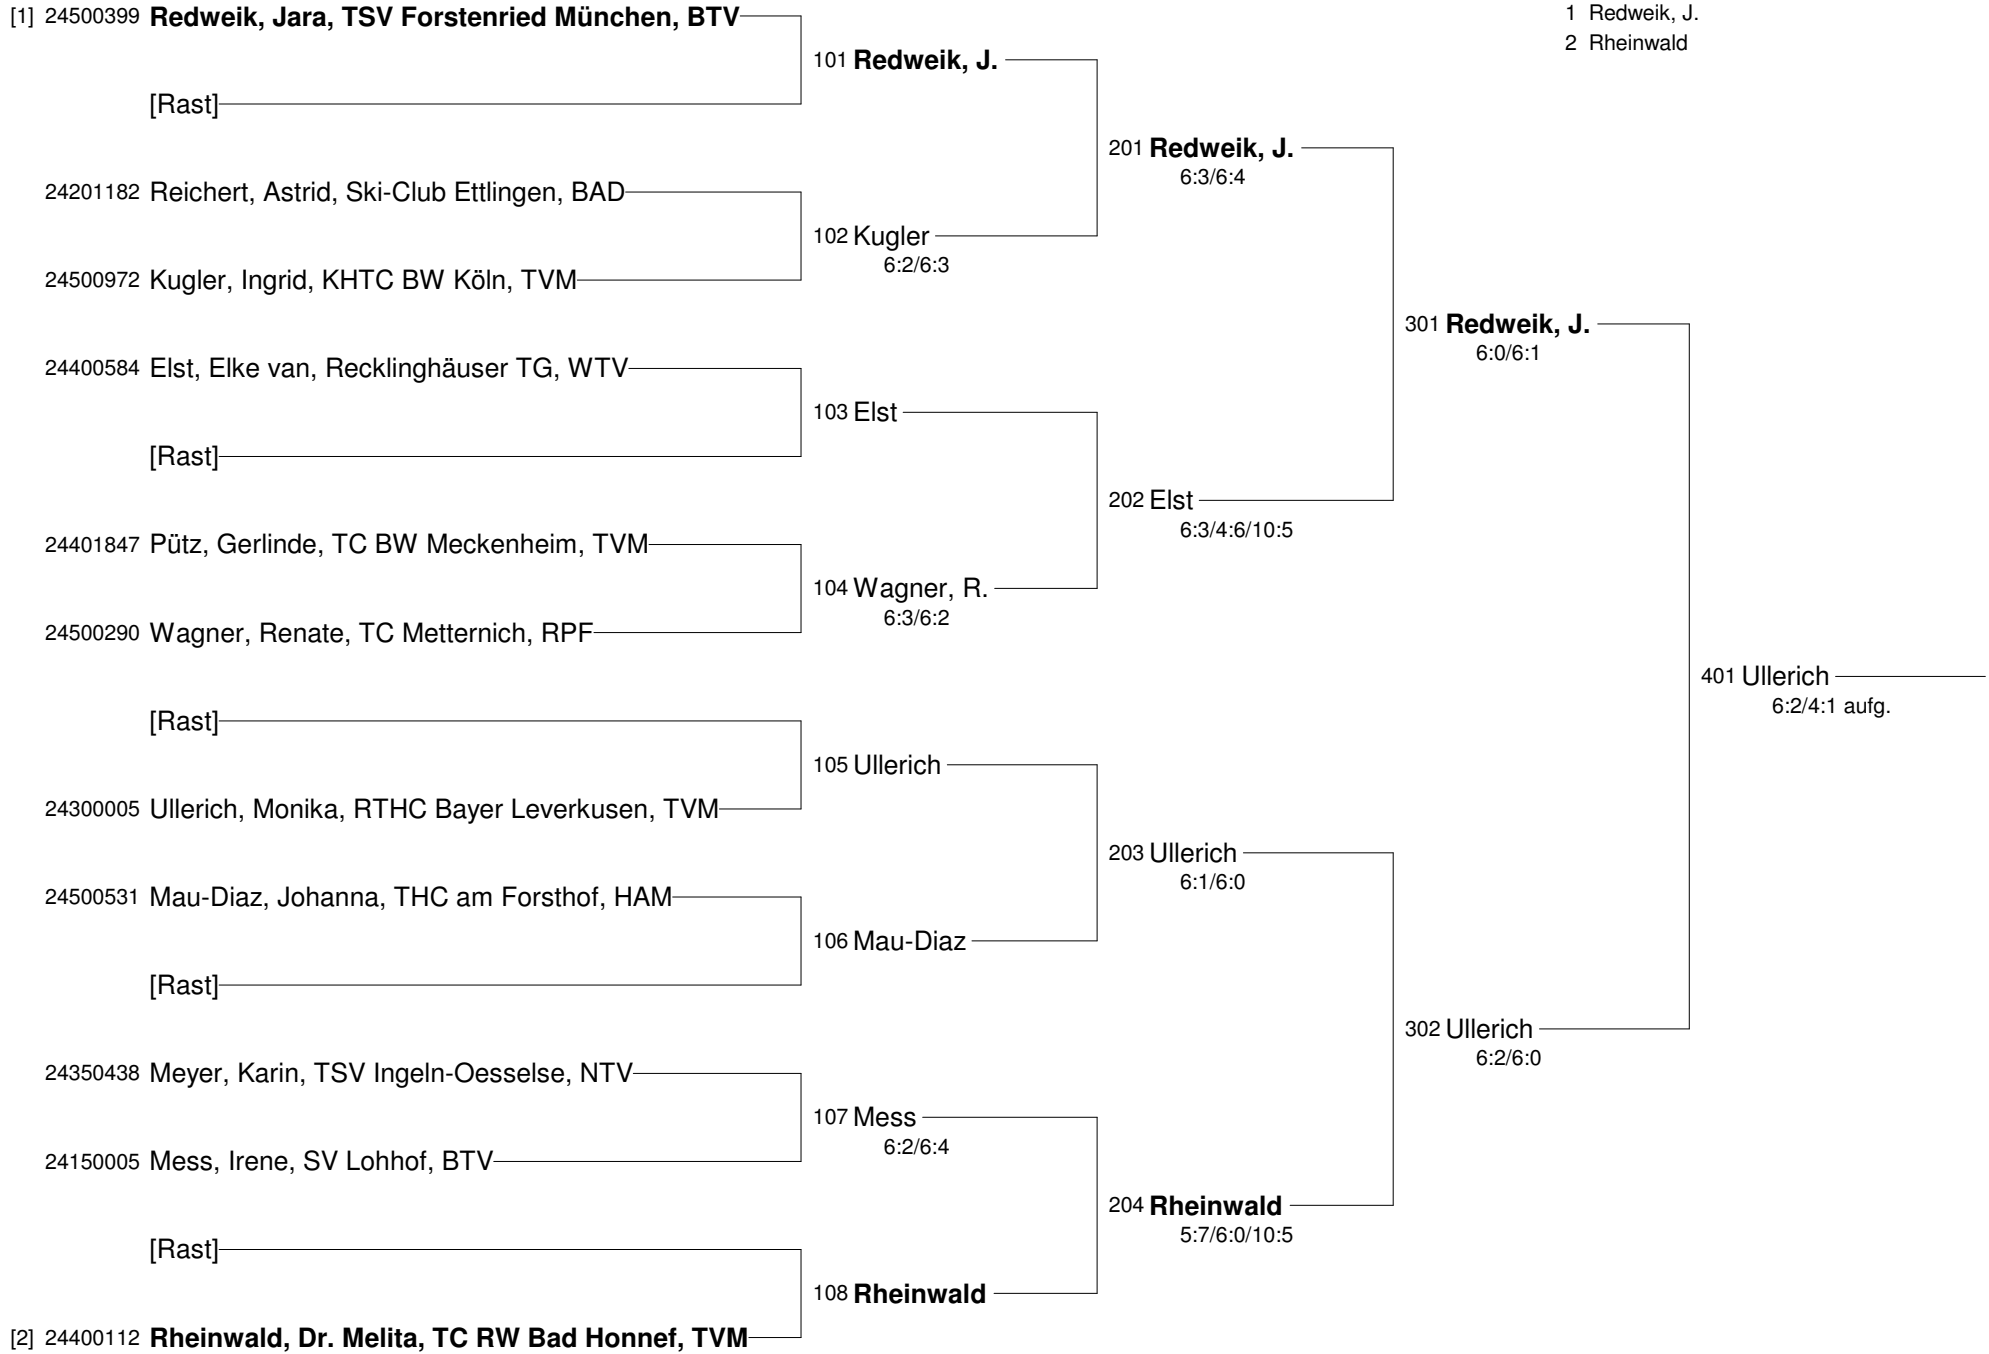 [1] 24500399 Redweik, Jara, TSV Forstenried München, BTV
[Rast]
24201182 Reichert, Astrid, Ski-Club Ettlingen, BAD
24500972 Kugler, Ingrid, KHTC BW Köln, TVM
24400584 Elst, Elke van, Recklinghäuser TG, WTV
[Rast]
24401847 Pütz, Gerlinde, TC BW Meckenheim, TVM
24500290 Wagner, Renate, TC Metternich, RPF
[Rast]
24300005 Ullerich, Monika, RTHC Bayer Leverkusen, TVM
24500531 Mau-Diaz, Johanna, THC am Forsthof, HAM
[Rast]
24350438 Meyer, Karin, TSV Ingeln-Oesselse, NTV
24150005 Mess, Irene, SV Lohhof, BTV
[Rast]
[2] 24400112 Rheinwald, Dr. Melita, TC RW Bad Honnef, TVM
101 Redweik, J.
102 Kugler
6:2/6:3
103 Elst
104 Wagner, R.
6:3/6:2
105 Ullerich
106 Mau-Diaz
107 Mess
6:2/6:4
108 Rheinwald
201 Redweik, J.
6:3/6:4
202 Elst
6:3/4:6/10:5
203 Ullerich
6:1/6:0
204 Rheinwald
5:7/6:0/10:5
301 Redweik, J.
6:0/6:1
302 Ullerich
6:2/6:0
401 Ullerich
6:2/4:1 aufg.
1 Redweik, J.
2 Rheinwald